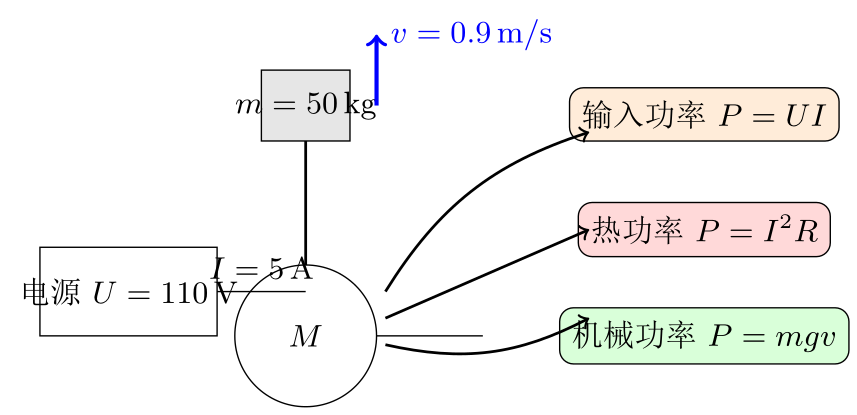 v = 0.9 m/s
m = 50 kg
输入功率 P = UI
热功率 P = I²R
I = 5 A
电源 U = 110 V
M
机械功率 P = mgv